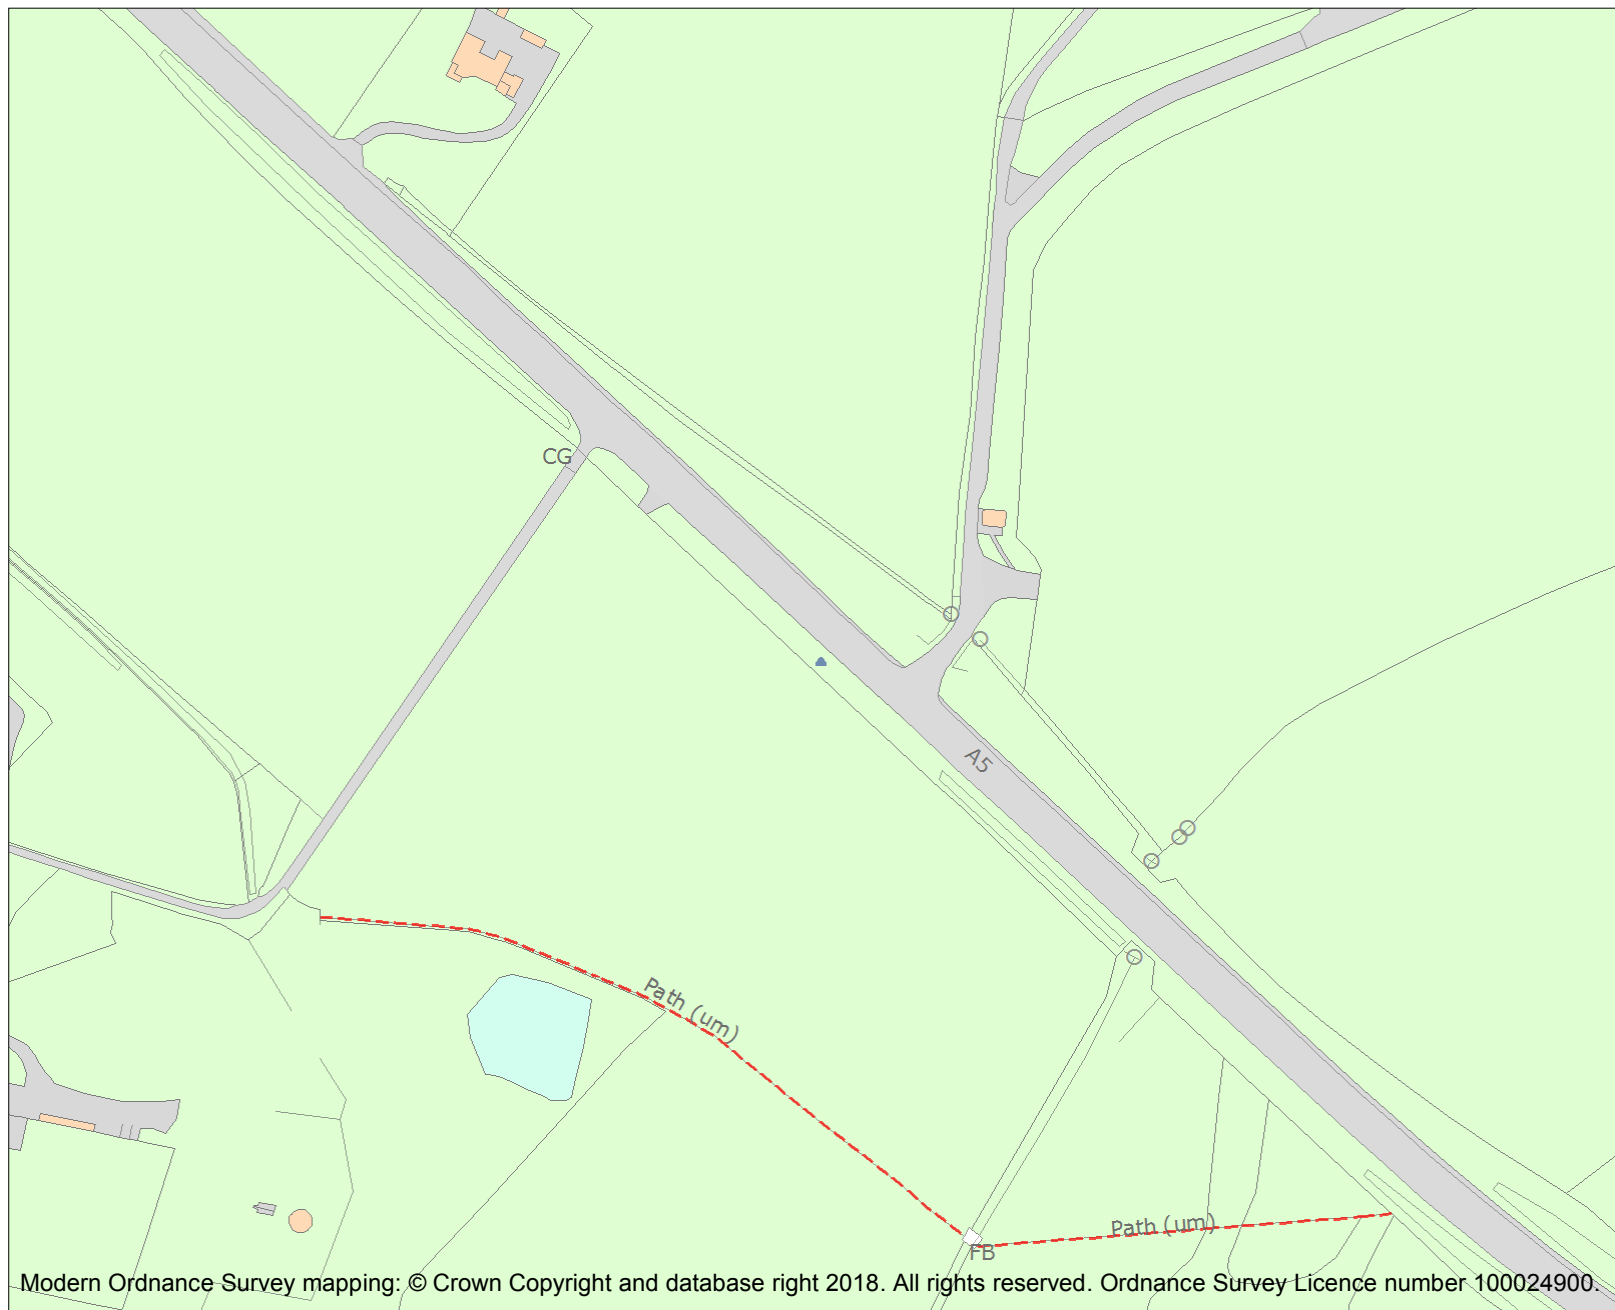 CG
A5
Path (um)
Path (um)
FB
Modern Ordnance Survey mapping: © Crown Copyright and database right 2018. All rights reserved. Ordnance Survey Licence number 100024900.